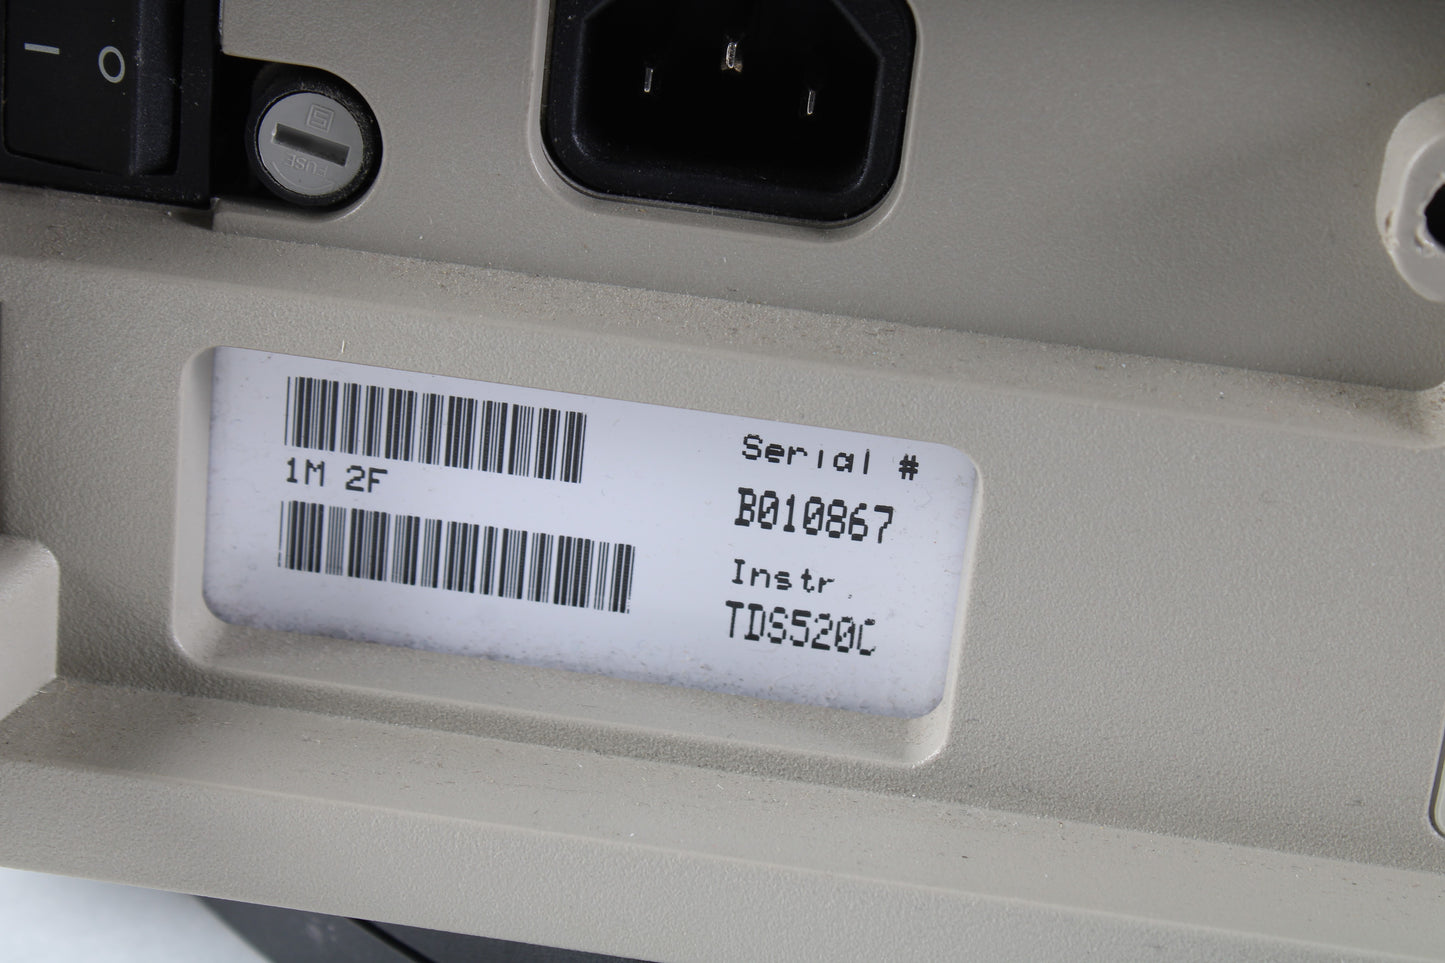 — O
FUSE
1M 2F
Serial #
B010867
Instr.
TDS520C